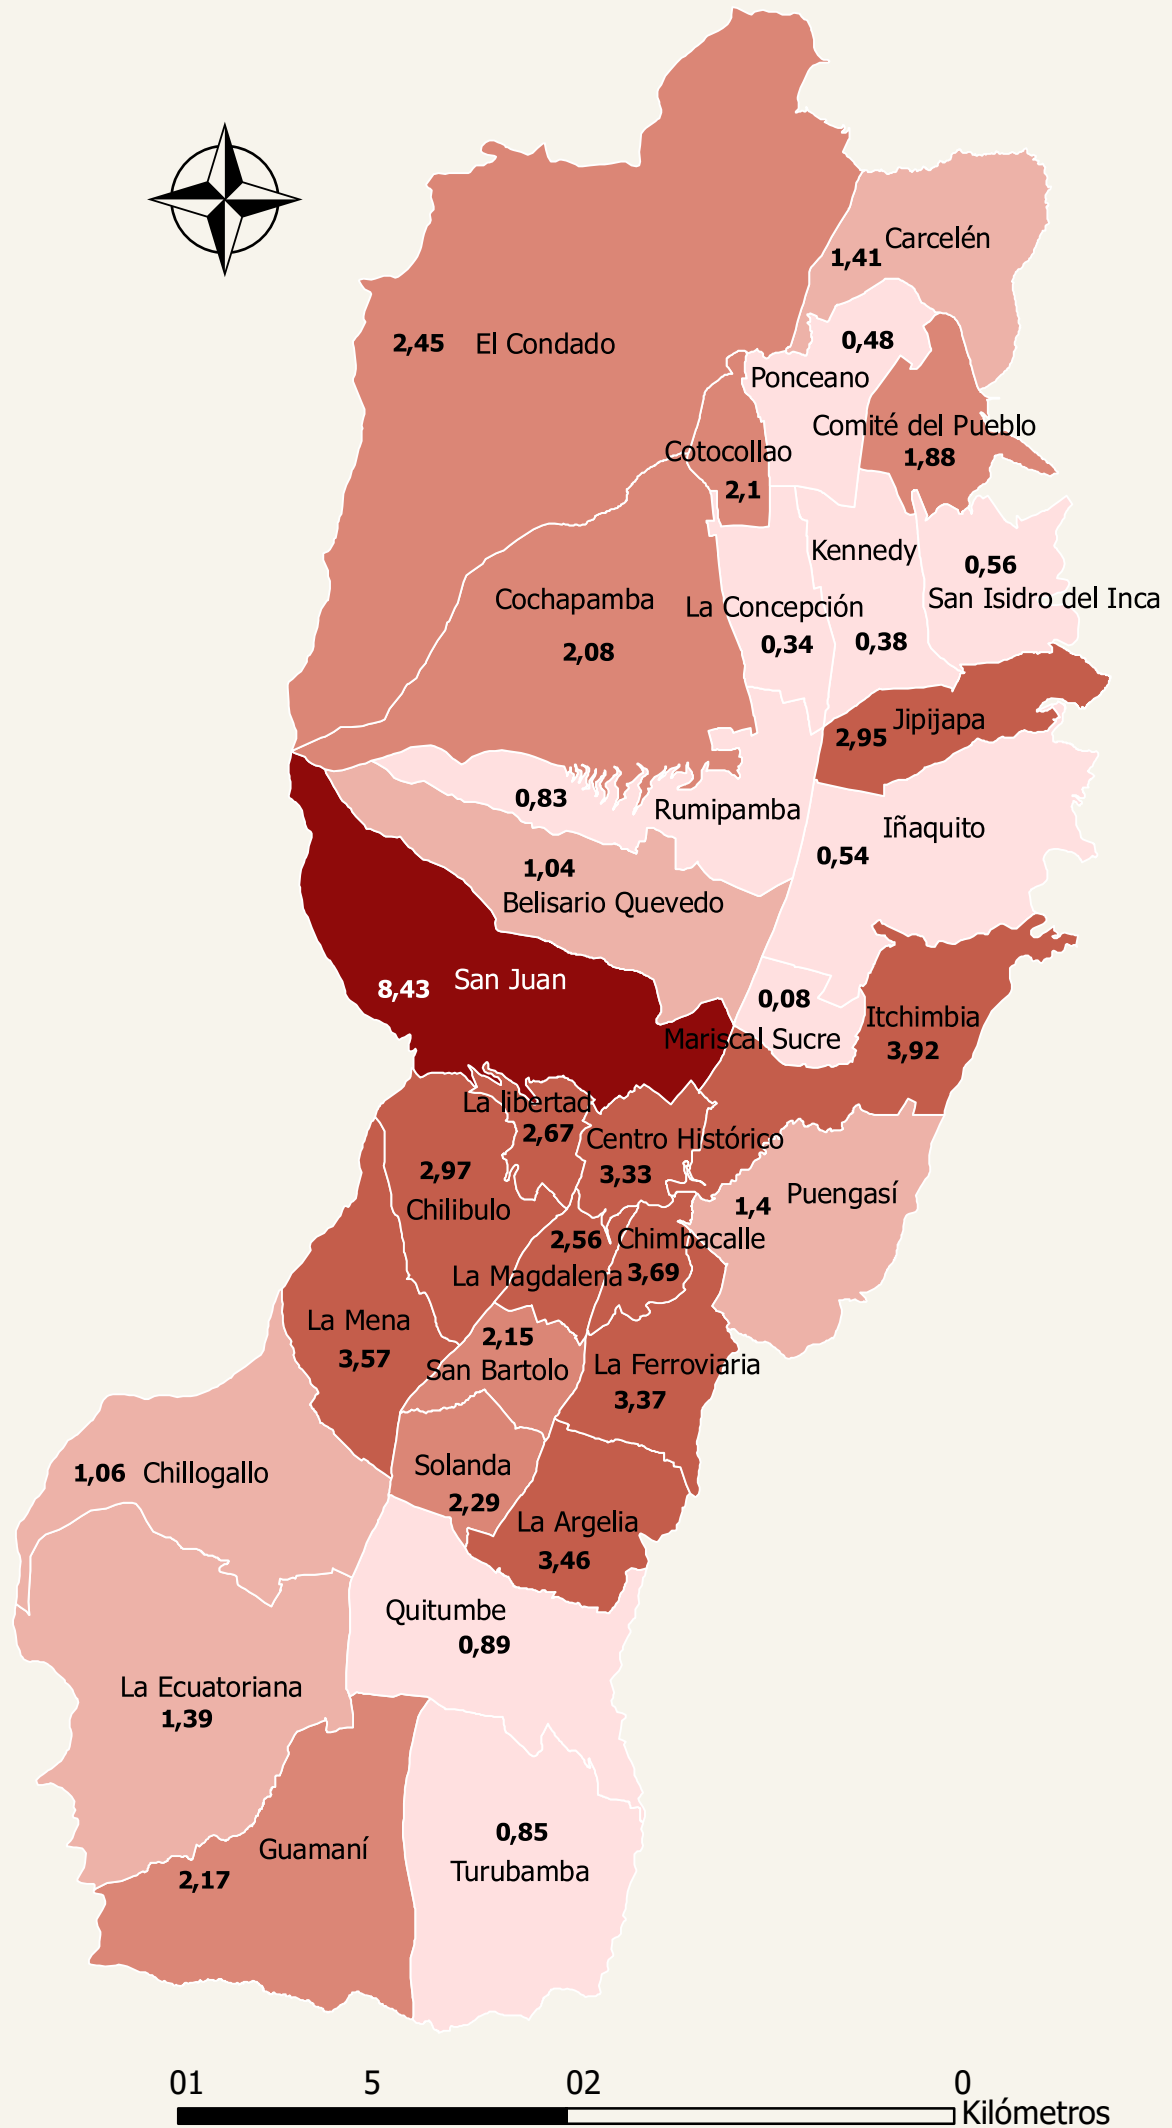 Carcelén
1,41
0,48
2,45 El Condado
Ponceano
Comité del Pueblo
1,88
Cotocollao
2,1
Kennedy
0,56
San Isidro del Inca
Cochapamba
La Concepción
0,38
0,34
2,08
Jipijapa
2,95
0,83
Rumipamba
Iñaquito
0,54
1,04
Belisario Quevedo
San Juan
8,43
0,08
Itchimbia
Mariscal Sucre
3,92
La libertad
2,67
Centro Histórico
3,33
2,97
Chilibulo
Puengasí
1,4
2,56
Chimbacalle
La Magdalena
3,69
La Mena
3,57
2,15
San Bartolo
La Ferroviaria
3,37
Solanda
2,29
1,06 Chillogallo
La Argelia
3,46
Quitumbe
0,89
La Ecuatoriana
1,39
0,85
Turubamba
Guamaní
2,17
01 5 02 0
Kilómetros